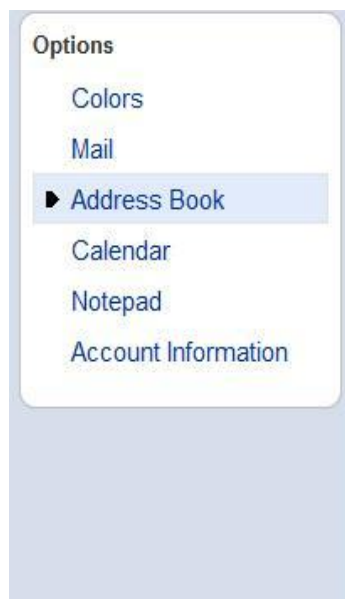 Options
Colors
Mail
Address Book
Calendar
Notepad
Account Information